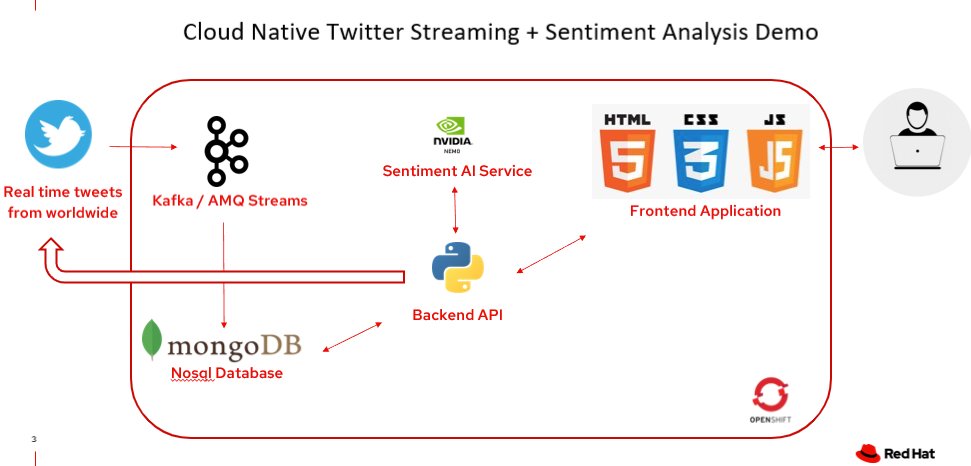 Cloud Native Twitter Streaming + Sentiment Analysis Demo
Real time tweets
from worldwide
Kafka / AMQ Streams
NVIDIA.
NEMO
Sentiment AI Service
HTML CSS JS
5 3 JS
Frontend Application
Backend API
mongoDB
Nosql Database
OPENSHIFT
3
Red Hat